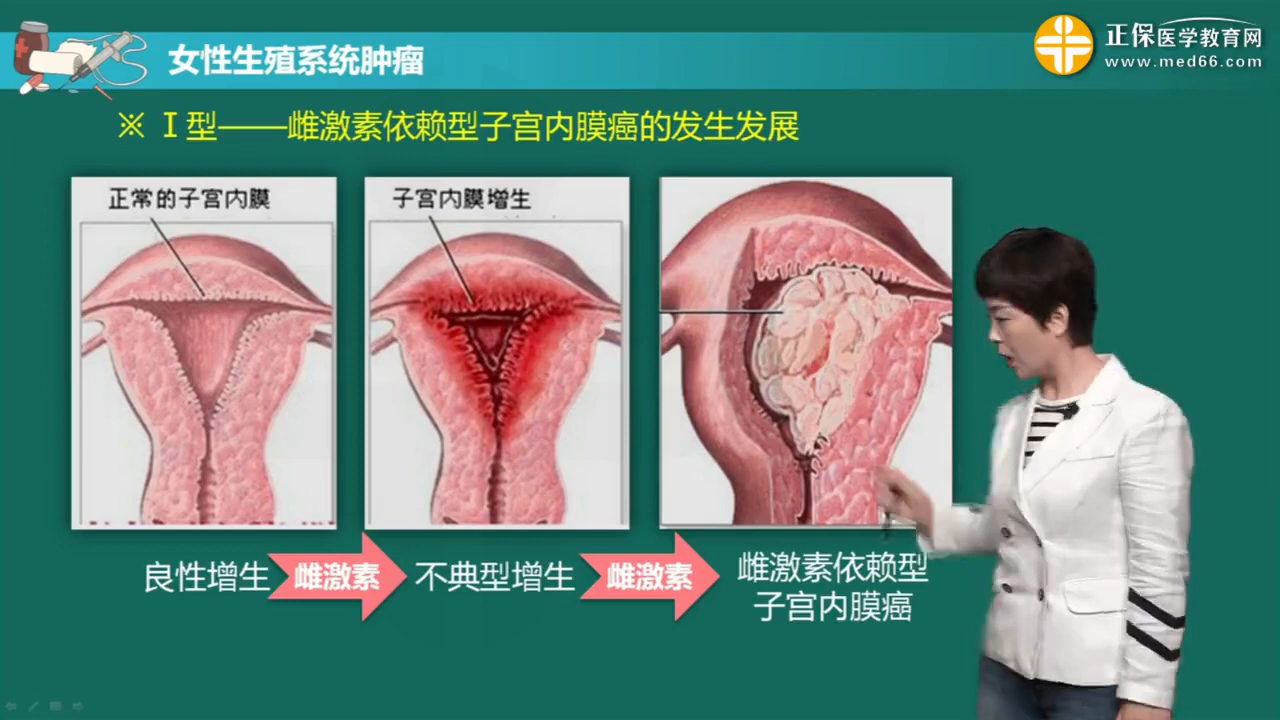 女性生殖系统肿瘤
正保医学教育网
www.med66.com
※ Ⅰ型——雌激素依赖型子宫内膜癌的发生发展
正常的子宫内膜
子宫内膜增生
良性增生
雌激素
不典型增生
雌激素
雌激素依赖型
子宫内膜癌